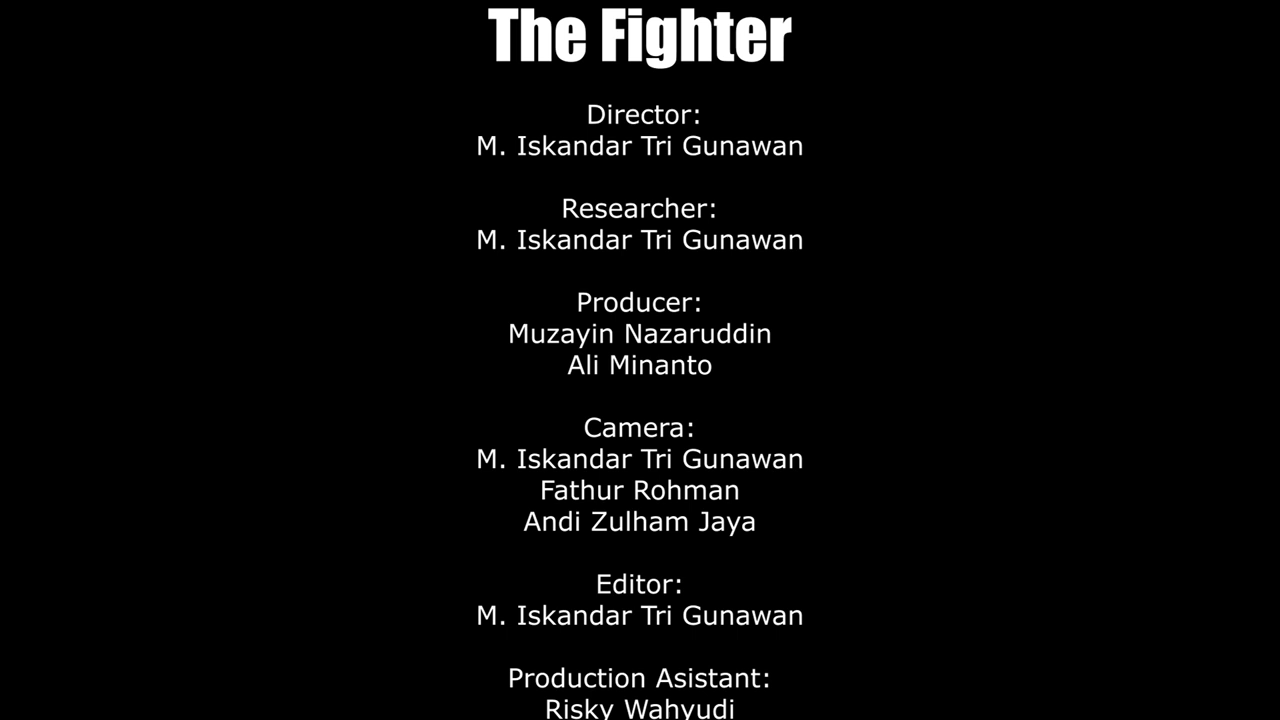 The Fighter
Director:
M. Iskandar Tri Gunawan
Researcher:
M. Iskandar Tri Gunawan
Producer:
Muzayin Nazaruddin
Ali Minanto
Camera:
M. Iskandar Tri Gunawan
Fathur Rohman
Andi Zulham Jaya
Editor:
M. Iskandar Tri Gunawan
Production Asistant:
Risky Wahyudi